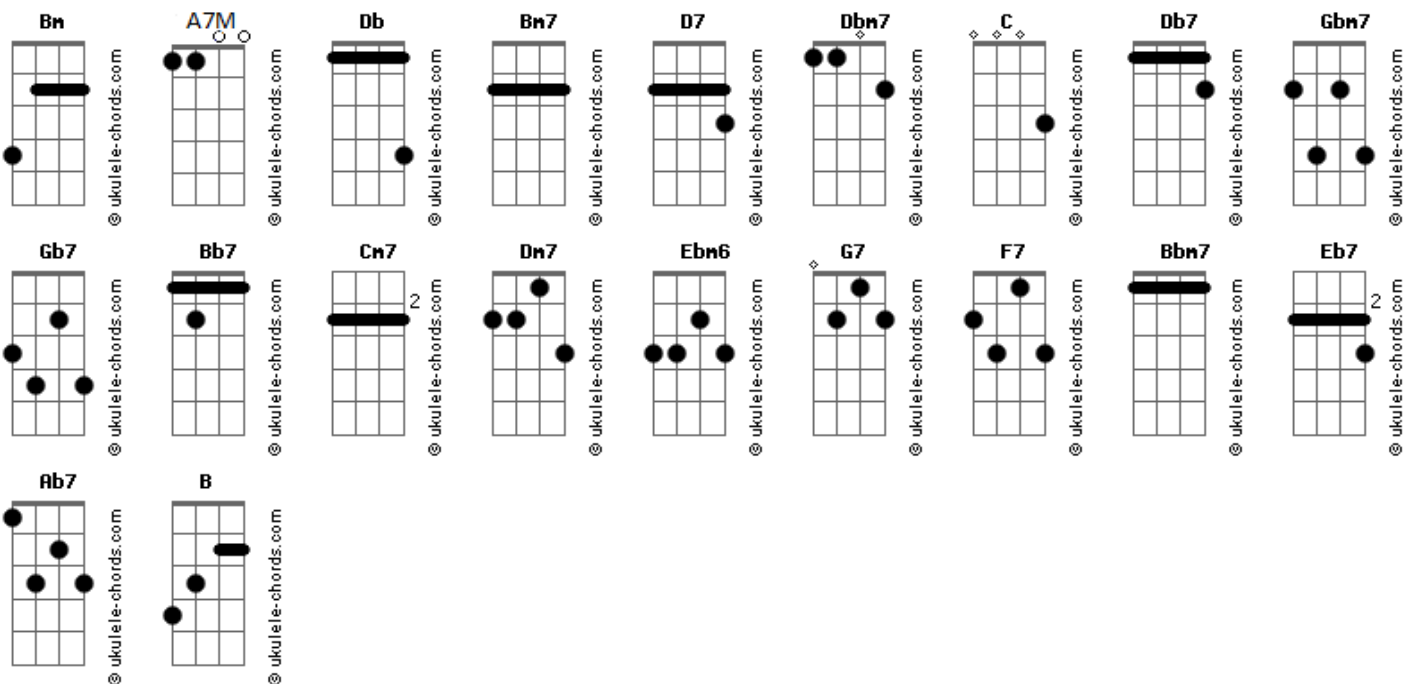 Bm A7M Db Bm7 D7 Dbm7 C Db7 Gbm7
© ukulele-chords.com © ukulele-chords.com © ukulele-chords.com © ukulele-chords.com © ukulele-chords.com © ukulele-chords.com © ukulele-chords.com © ukulele-chords.com © ukulele-chords.com
Gb7 Bb7 Cm7 Dm7 Ebm6 G7 F7 Bbm7 Eb7
2 2
© ukulele-chords.com © ukulele-chords.com © ukulele-chords.com © ukulele-chords.com © ukulele-chords.com © ukulele-chords.com © ukulele-chords.com © ukulele-chords.com © ukulele-chords.com
Ab7 B
© ukulele-chords.com © ukulele-chords.com